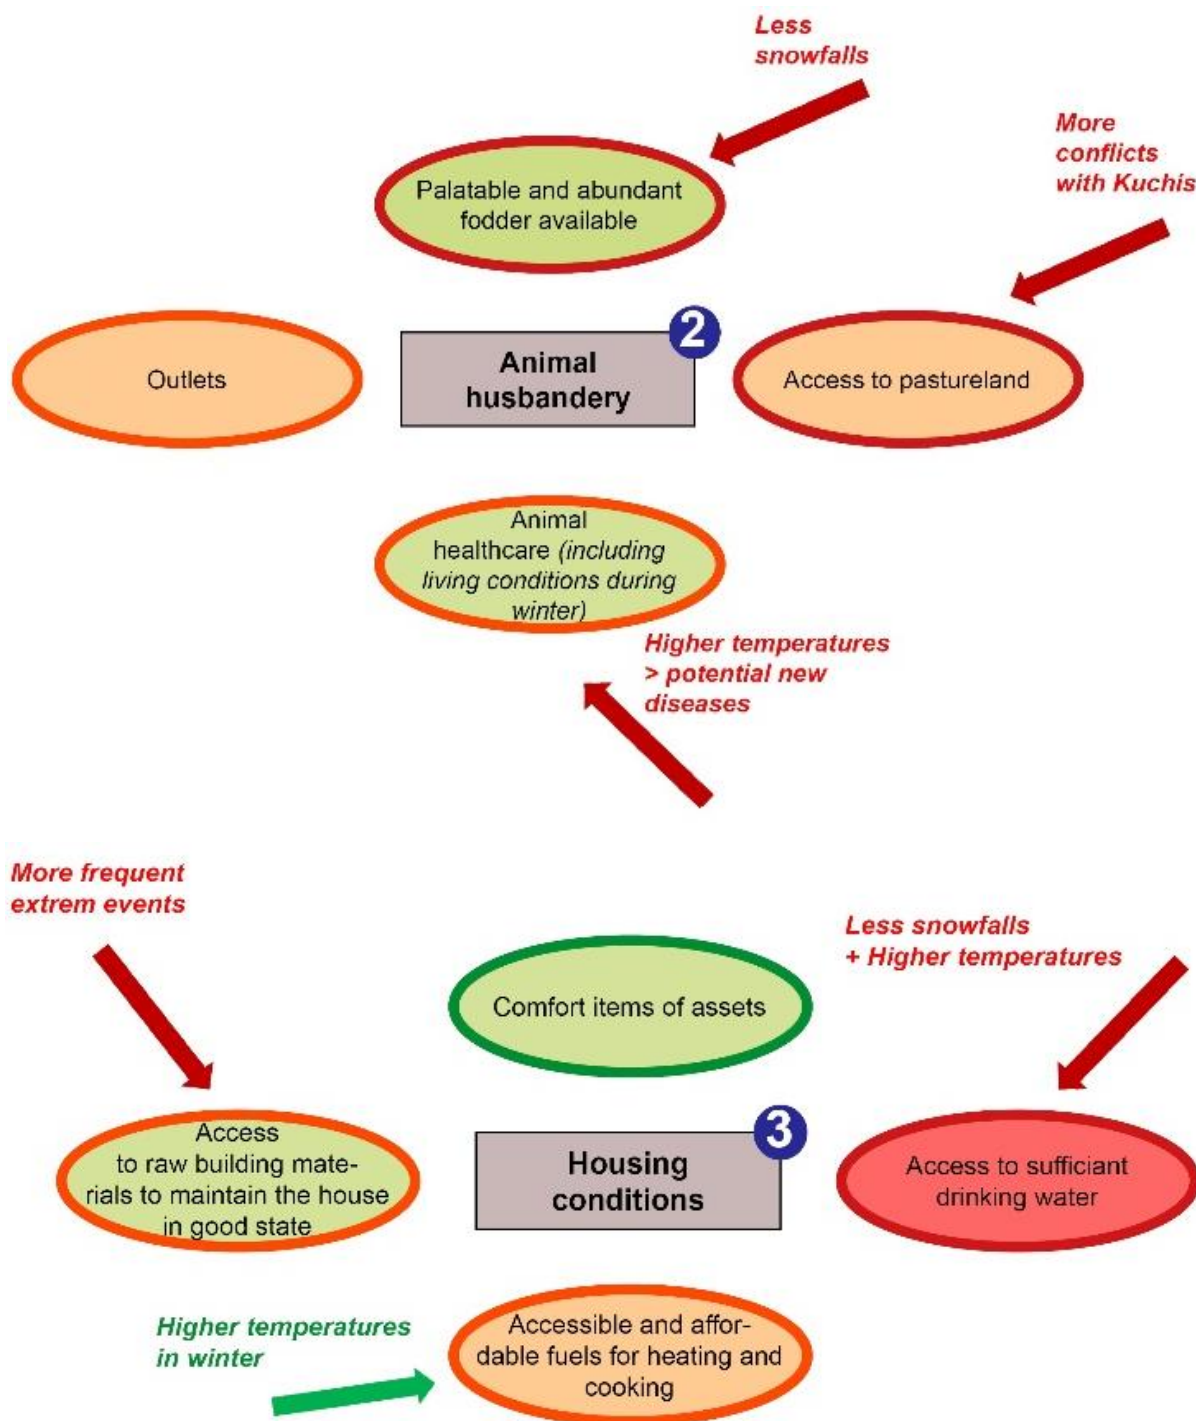 Less
snowfalls
More
conflicts
with Kuchis
Palatable and abundant
fodder available
2
Outlets
Animal
husbandery
Access to pastureland
Animal
healthcare (including
living conditions during
winter)
Higher temperatures
> potential new
diseases
More frequent
extrem events
Less snowfalls
+ Higher temperatures
Comfort items of assets
3
Access
to raw building mate-
rials to maintain the house
in good state
Housing
conditions
Access to sufficiant
drinking water
Higher temperatures
in winter
Accessible and affor-
dable fuels for heating and
cooking